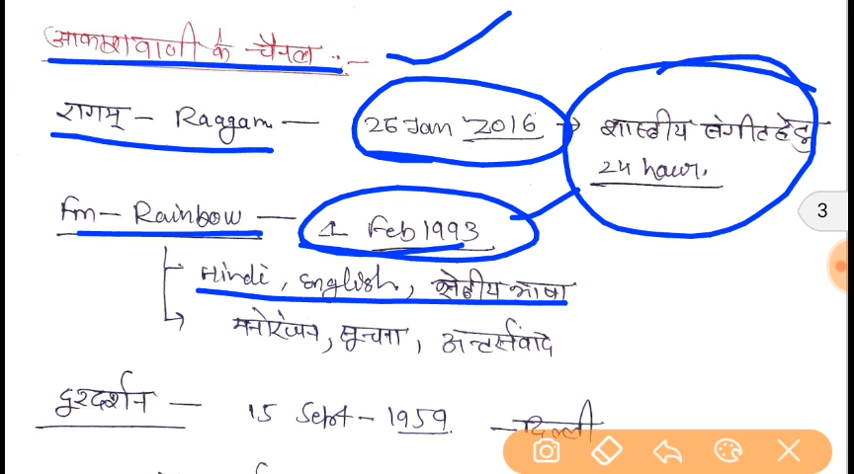 आकाशवाणी के चैनल :-
रागम् - Raagam - 26 Jan 2016 → शास्त्रीय संगीत हेतु
24 hour.
Fm - Rainbow - 1 Feb 1993
Hindi, English, क्षेत्रीय भाषा
मनोरंजन, सूचना, अन्तर्संवाद
दूरदर्शन - 15 Sept - 1959 - दिल्ली
3